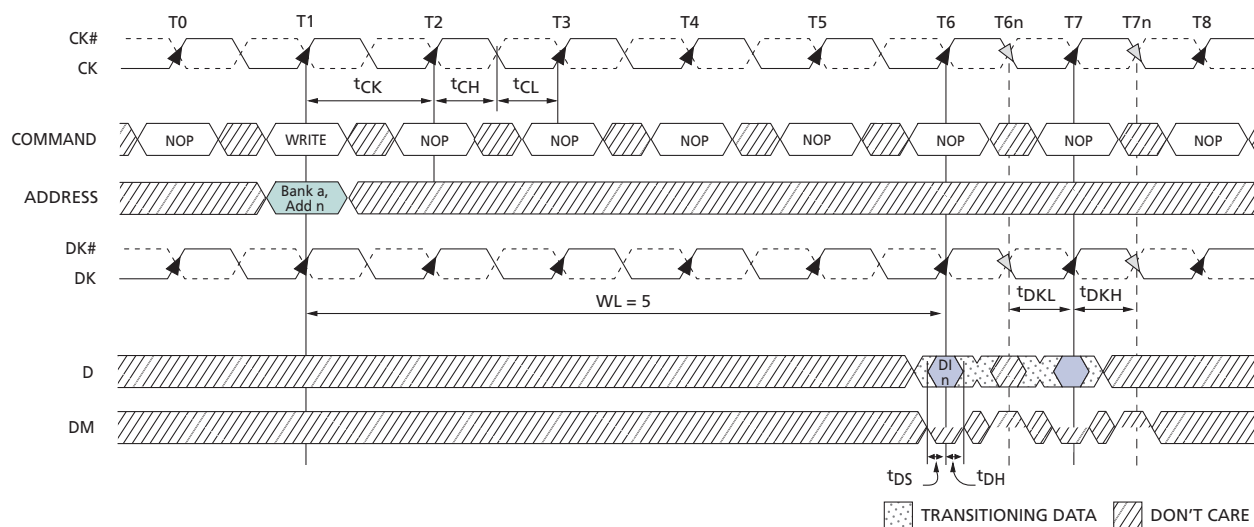 T0 T1 T2 T3 T4 T5 T6 T6n T7 T7n T8
CK#
CK
tCK tCH tCL
COMMAND NOP WRITE NOP NOP NOP NOP NOP NOP NOP
ADDRESS Bank a,
Add n
DK#
DK
tDKL tDKH
WL = 5
D DI
n
DM
tDS tDH
TRANSITIONING DATA DON'T CARE